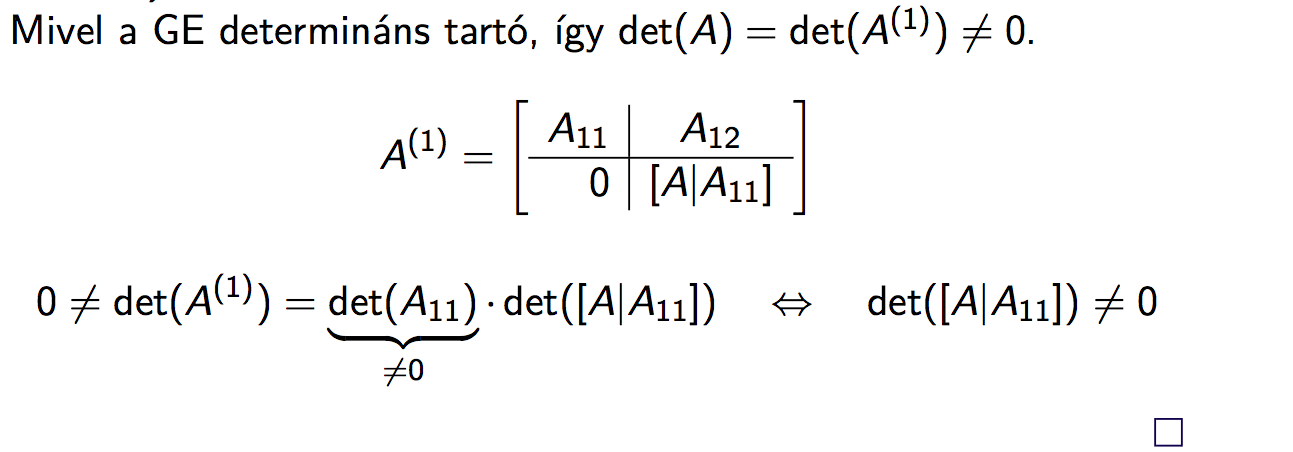 Mivel a GE determináns tartó, így det(A) = det(A⁽¹⁾) ≠ 0.
A⁽¹⁾ = [ A₁₁ | A₁₂
0 | [A|A₁₁] ]
0 ≠ det(A⁽¹⁾) = det(A₁₁) · det([A|A₁₁]) ⇔ det([A|A₁₁]) ≠ 0
≠0